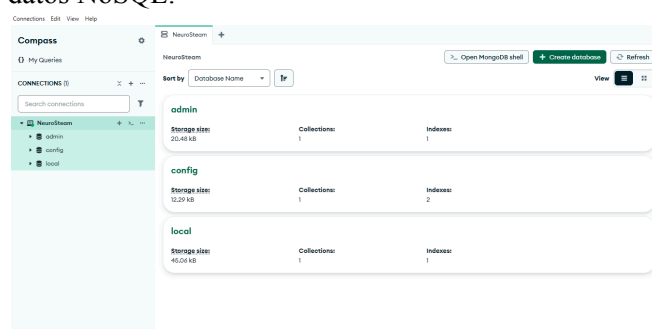 datos NoSQL.
Connections Edit View Help
Compass
{} My Queries
CONNECTIONS (1)
Search connections
NeuroSteam
admin
config
local
NeuroSteam
NeuroSteam
>_ Open MongoDB shell
+ Create database
Refresh
Sort by Database Name
View
admin
Storage size: Collections: Indexes:
20.48 kB 1 1
config
Storage size: Collections: Indexes:
12.29 kB 1 2
local
Storage size: Collections: Indexes:
45.06 kB 1 1